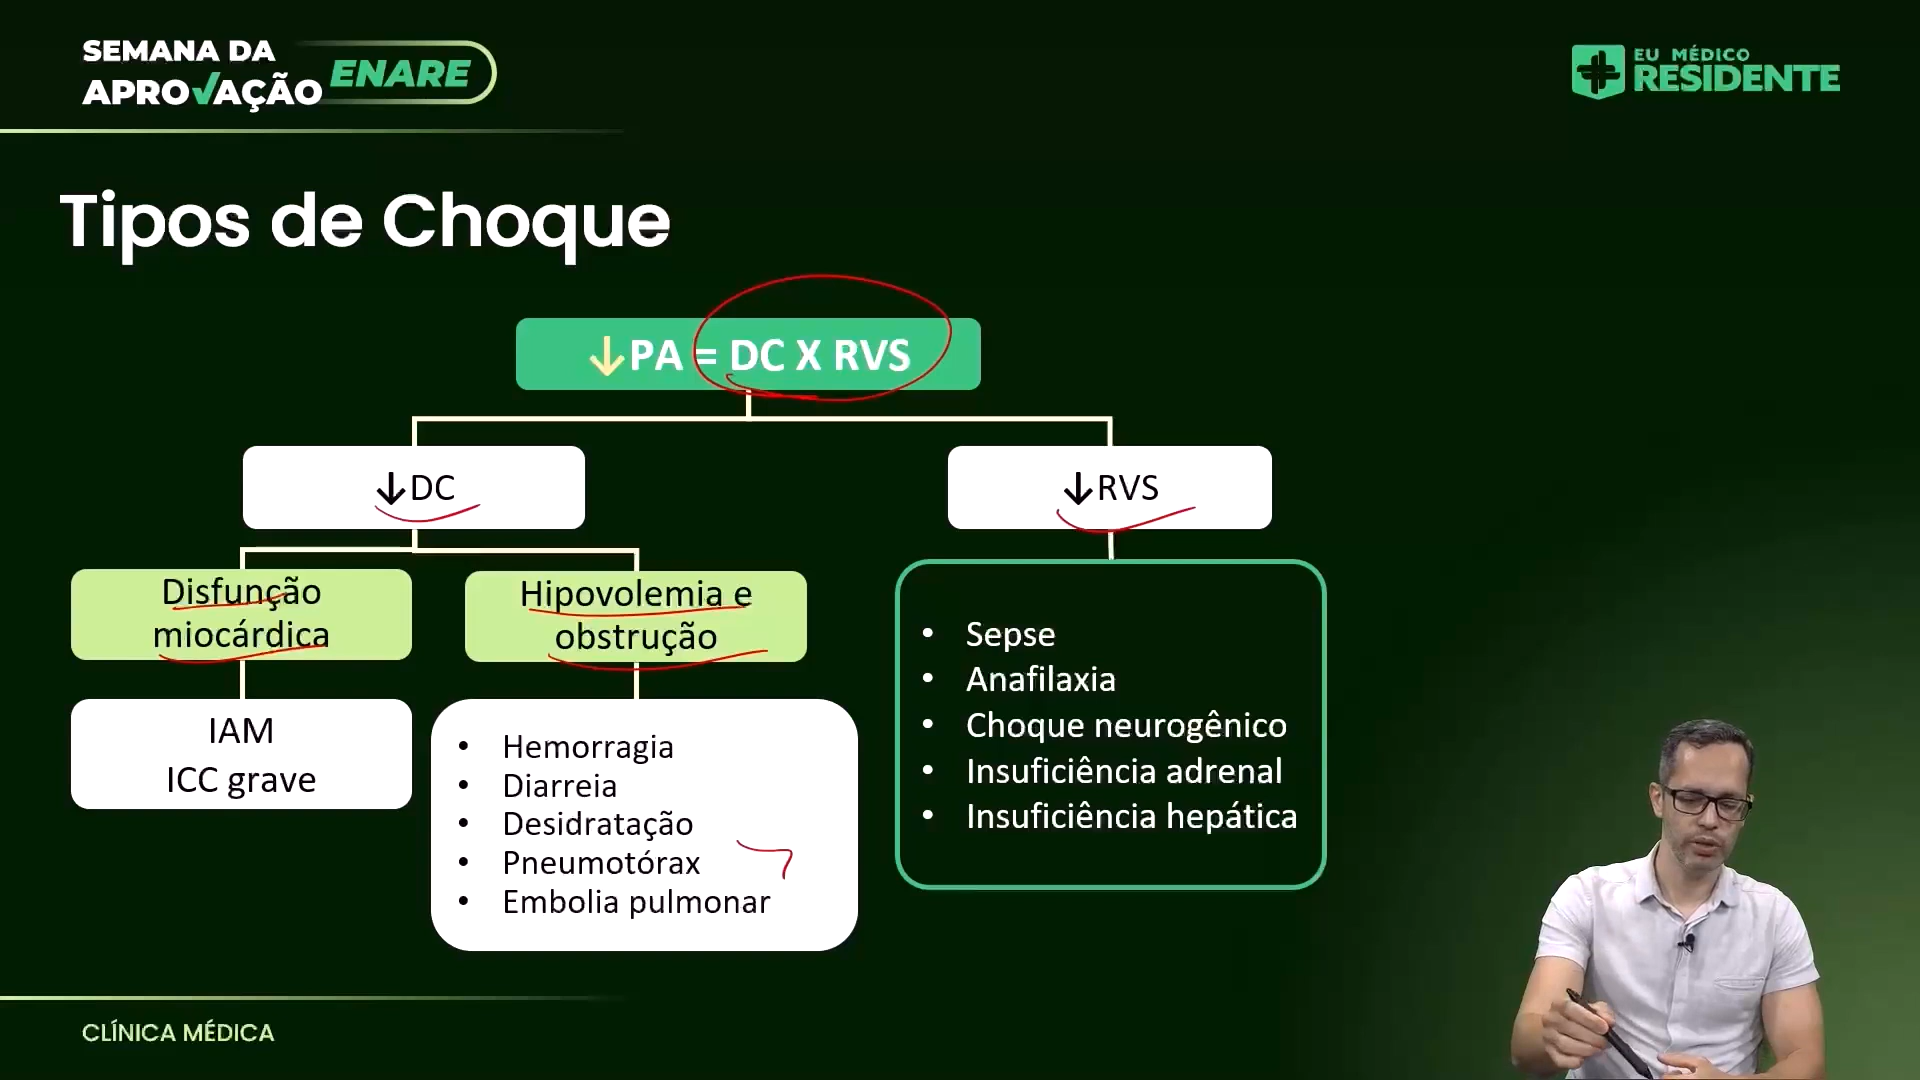 SEMANA DA
APROVAÇÃO ENARE
EU MÉDICO
RESIDENTE
Tipos de Choque
↓PA = DC X RVS
↓DC
↓RVS
Disfunção
miocárdica
Hipovolemia e
obstrução
IAM
ICC grave
• Hemorragia
• Diarreia
• Desidratação
• Pneumotórax
• Embolia pulmonar
• Sepse
• Anafilaxia
• Choque neurogênico
• Insuficiência adrenal
• Insuficiência hepática
CLÍNICA MÉDICA